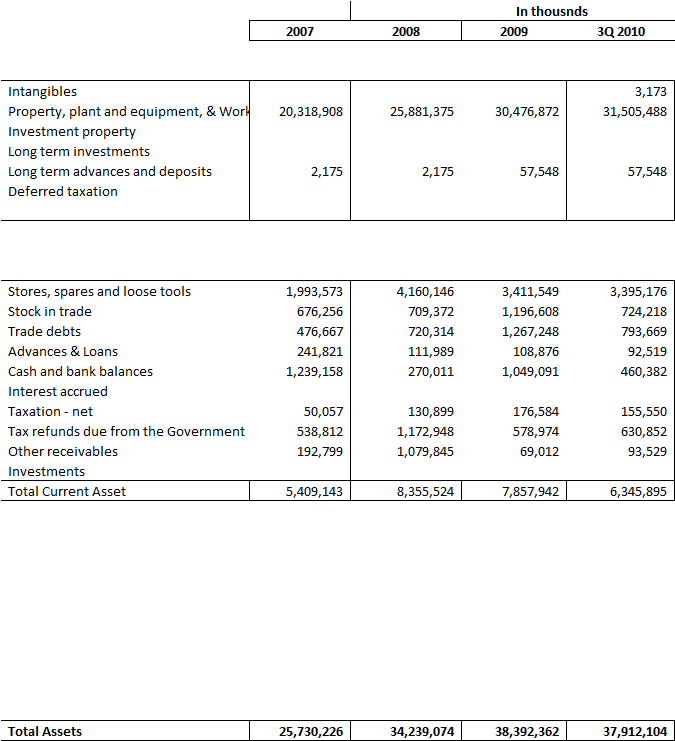 In thousnds
2007 2008 2009 3Q 2010
Intangibles 3,173
Property, plant and equipment, & Work 20,318,908 25,881,375 30,476,872 31,505,488
Investment property
Long term investments
Long term advances and deposits 2,175 2,175 57,548 57,548
Deferred taxation
Stores, spares and loose tools 1,993,573 4,160,146 3,411,549 3,395,176
Stock in trade 676,256 709,372 1,196,608 724,218
Trade debts 476,667 720,314 1,267,248 793,669
Advances & Loans 241,821 111,989 108,876 92,519
Cash and bank balances 1,239,158 270,011 1,049,091 460,382
Interest accrued
Taxation - net 50,057 130,899 176,584 155,550
Tax refunds due from the Government 538,812 1,172,948 578,974 630,852
Other receivables 192,799 1,079,845 69,012 93,529
Investments
Total Current Asset 5,409,143 8,355,524 7,857,942 6,345,895
Total Assets 25,730,226 34,239,074 38,392,362 37,912,104